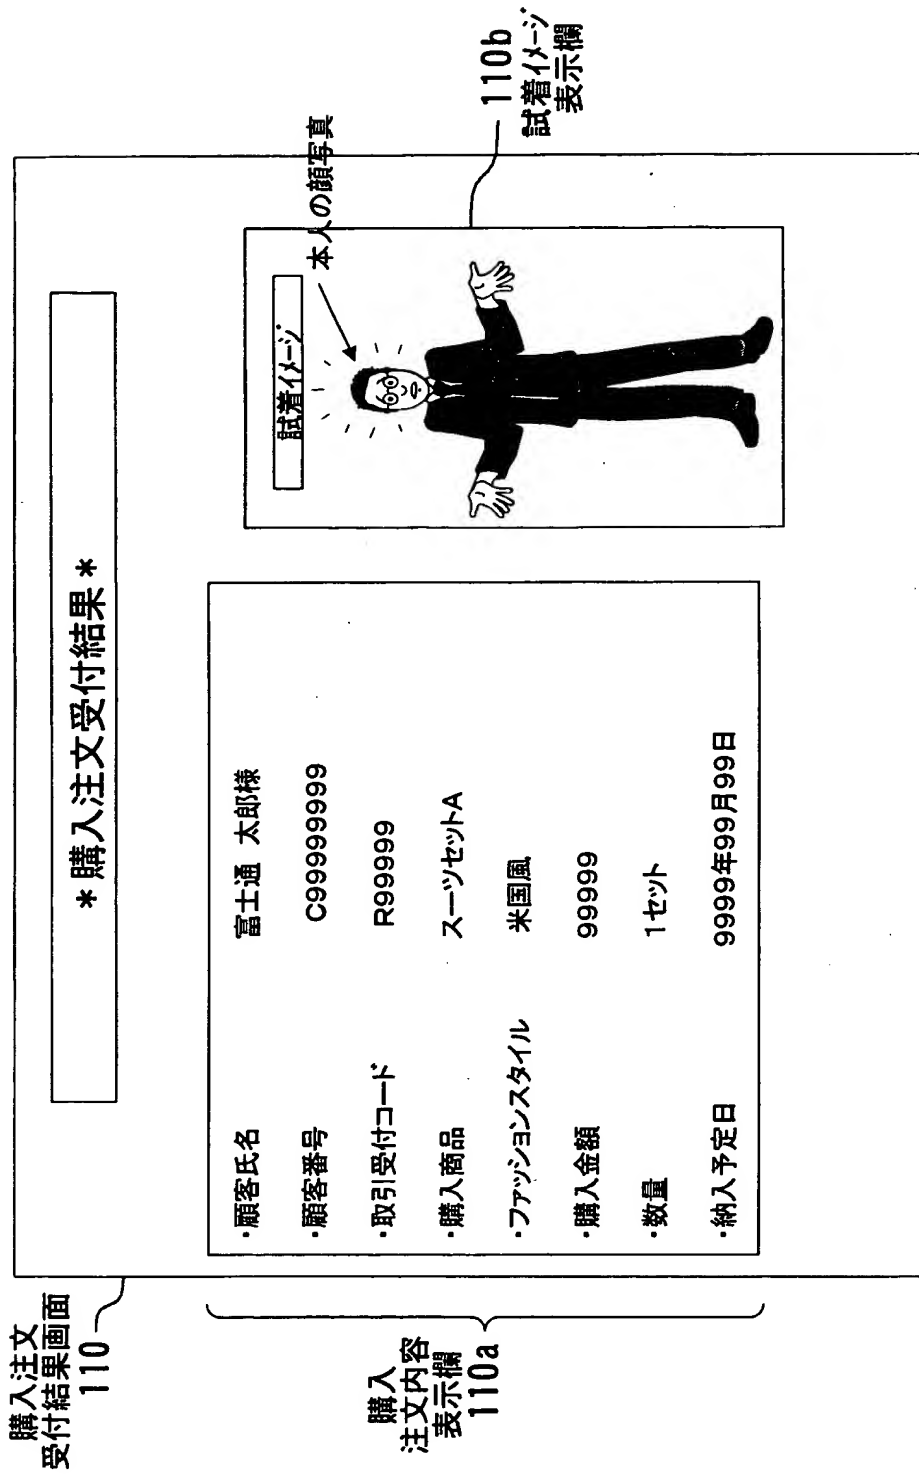 購入注文
受付結果画面
110
＊購入注文受付結果＊
購入
注文内容
表示欄
110a
・顧客氏名 富士通 太郎様
・顧客番号 C99999999
・取引受付コード R99999
・購入商品 スーツセットA
・ファッションスタイル 米国風
・購入金額 99999
・数量 1セット
・納入予定日 9999年99月99日
試着イメージ
本人の顔写真
110b
試着イメージ
表示欄